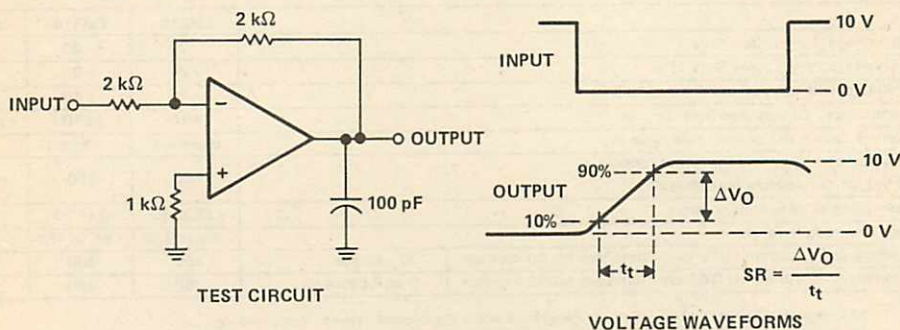 2 kΩ
2 kΩ
INPUT
−
+
OUTPUT
1 kΩ
100 pF
TEST CIRCUIT
INPUT
10 V
0 V
90%
OUTPUT
10%
ΔVO
10 V
0 V
tt
SR = ΔVO / tt
VOLTAGE WAVEFORMS